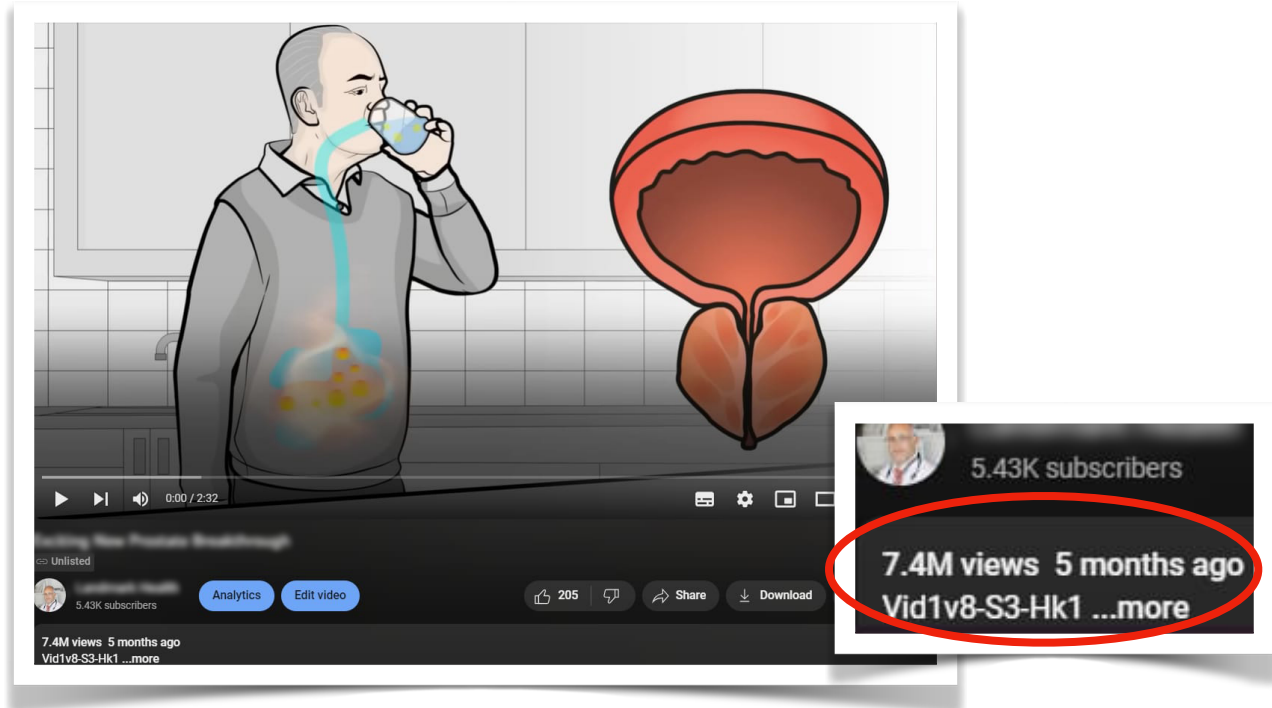 0:00 / 2:32
Unlisted
5.43K subscribers
Analytics
Edit video
205
Share
Download
7.4M views 5 months ago
Vid1v8-S3-Hk1 ...more
5.43K subscribers
7.4M views 5 months ago
Vid1v8-S3-Hk1 ...more